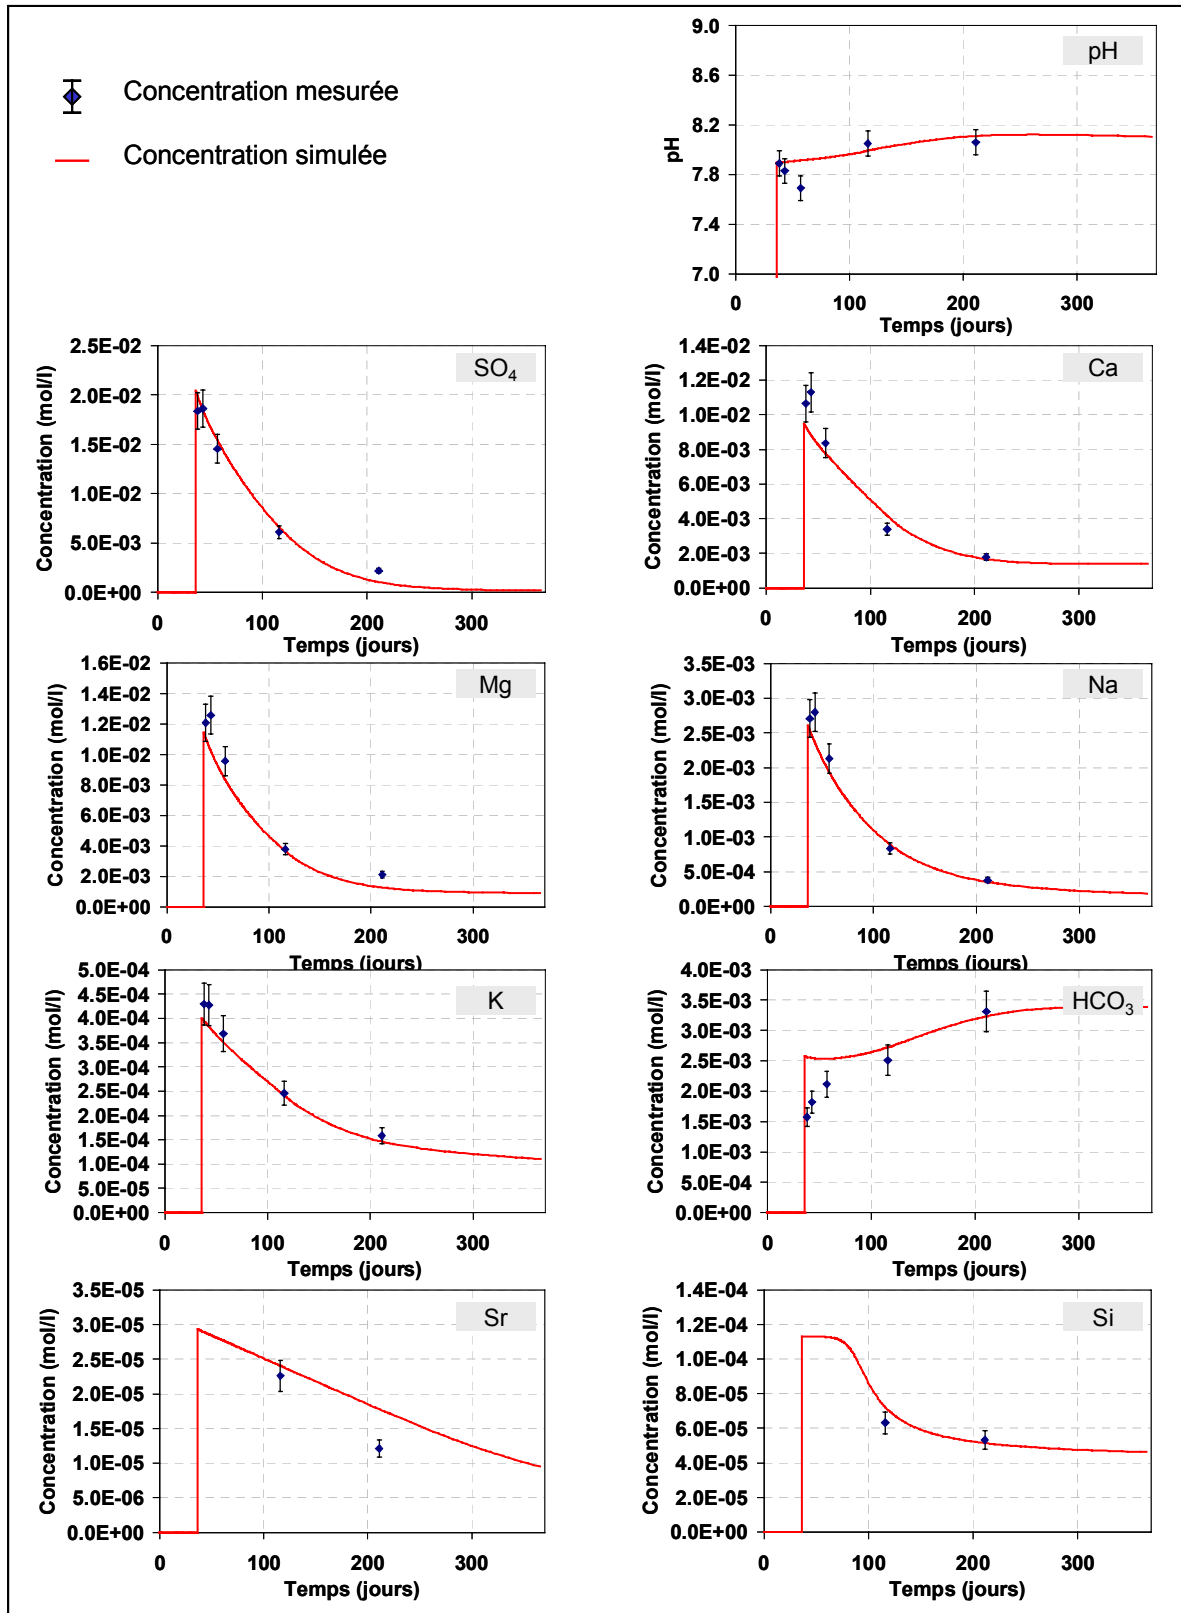 Concentration mesurée
Concentration simulée
pH
pH
9.0
8.6
8.2
7.8
7.4
7.0
0 100 200 300
Temps (jours)
SO4
Concentration (mol/l)
2.5E-02
2.0E-02
1.5E-02
1.0E-02
5.0E-03
0.0E+00
0 100 200 300
Temps (jours)
Ca
Concentration (mol/l)
1.4E-02
1.2E-02
1.0E-02
8.0E-03
6.0E-03
4.0E-03
2.0E-03
0.0E+00
0 100 200 300
Temps (jours)
Mg
Concentration (mol/l)
1.6E-02
1.4E-02
1.2E-02
1.0E-02
8.0E-03
6.0E-03
4.0E-03
2.0E-03
0.0E+00
0 100 200 300
Temps (jours)
Na
Concentration (mol/l)
3.5E-03
3.0E-03
2.5E-03
2.0E-03
1.5E-03
1.0E-03
5.0E-04
0.0E+00
0 100 200 300
Temps (jours)
K
Concentration (mol/l)
5.0E-04
4.5E-04
4.0E-04
3.5E-04
3.0E-04
2.5E-04
2.0E-04
1.5E-04
1.0E-04
5.0E-05
0.0E+00
0 100 200 300
Temps (jours)
HCO3
Concentration (mol/l)
4.0E-03
3.5E-03
3.0E-03
2.5E-03
2.0E-03
1.5E-03
1.0E-03
5.0E-04
0.0E+00
0 100 200 300
Temps (jours)
Sr
Concentration (mol/l)
3.5E-05
3.0E-05
2.5E-05
2.0E-05
1.5E-05
1.0E-05
5.0E-06
0.0E+00
0 100 200 300
Temps (jours)
Si
Concentration (mol/l)
1.4E-04
1.2E-04
1.0E-04
8.0E-05
6.0E-05
4.0E-05
2.0E-05
0.0E+00
0 100 200 300
Temps (jours)